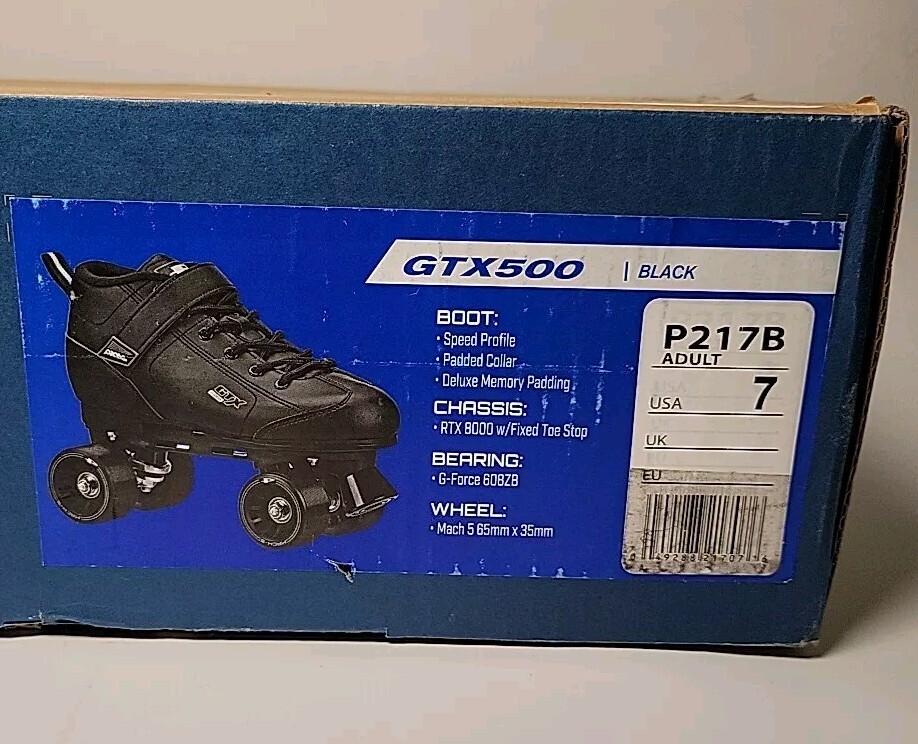 GTX500 | BLACK
BOOT:
• Speed Profile
• Padded Collar
• Deluxe Memory Padding
CHASSIS:
• RTX 8000 w/Fixed Toe Stop
BEARING:
• G-Force 608ZB
WHEEL:
• Mach 5 65mm x 35mm
P217B
ADULT
USA 7
UK
EU
GTX